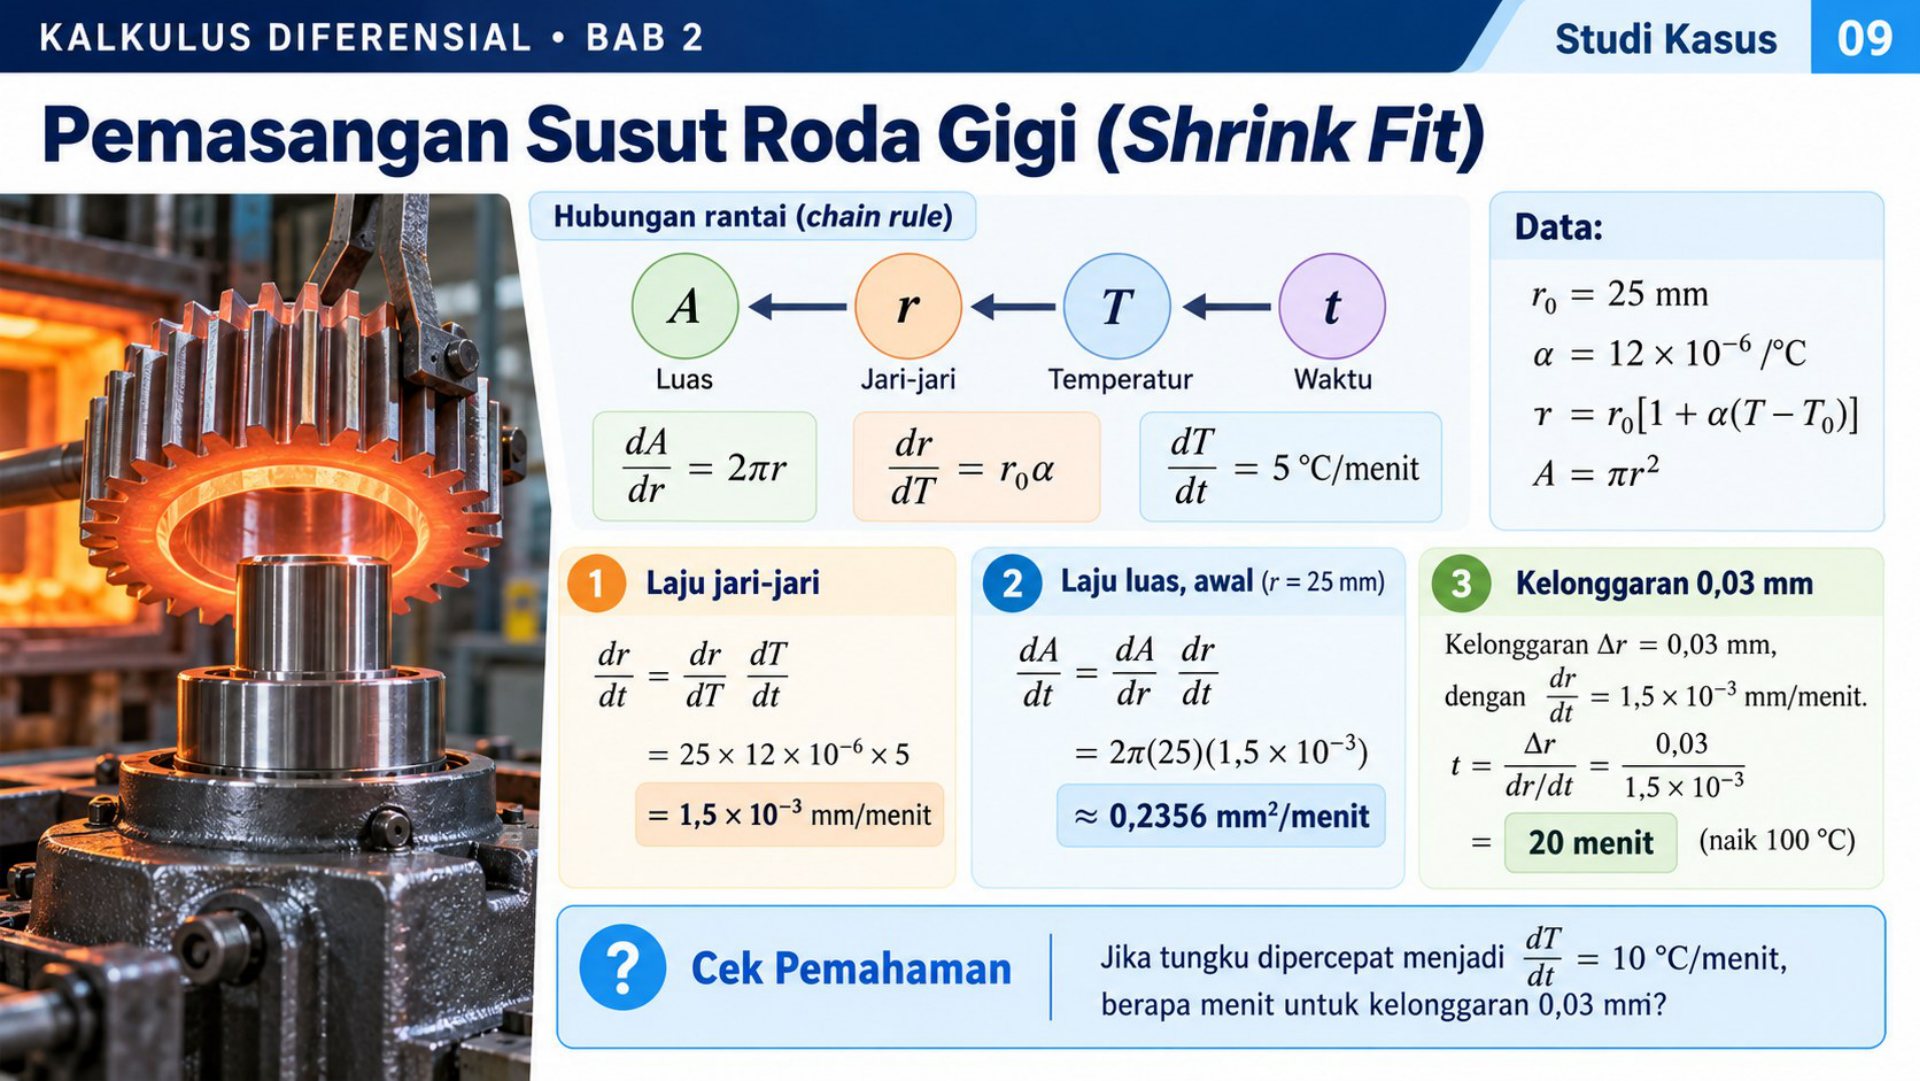 KALKULUS DIFERENSIAL • BAB 2
Studi Kasus
09
Pemasangan Susut Roda Gigi (Shrink Fit)
Hubungan rantai (chain rule)
A ← r ← T ← t
Luas Jari-jari Temperatur Waktu
dA/dr = 2πr
dr/dT = r₀α
dT/dt = 5 °C/menit
Data:
r₀ = 25 mm
α = 12 × 10⁻⁶ /°C
r = r₀[1 + α(T − T₀)]
A = πr²
1 Laju jari-jari
dr/dt = dr/dT dT/dt
= 25 × 12 × 10⁻⁶ × 5
= 1,5 × 10⁻³ mm/menit
2 Laju luas, awal (r = 25 mm)
dA/dt = dA/dr dr/dt
= 2π(25)(1,5 × 10⁻³)
≈ 0,2356 mm²/menit
3 Kelonggaran 0,03 mm
Kelonggaran Δr = 0,03 mm,
dengan dr/dt = 1,5 × 10⁻³ mm/menit.
t = Δr/(dr/dt) = 0,03/(1,5 × 10⁻³)
= 20 menit (naik 100 °C)
? Cek Pemahaman
Jika tungku dipercepat menjadi dT/dt = 10 °C/menit,
berapa menit untuk kelonggaran 0,03 mm?